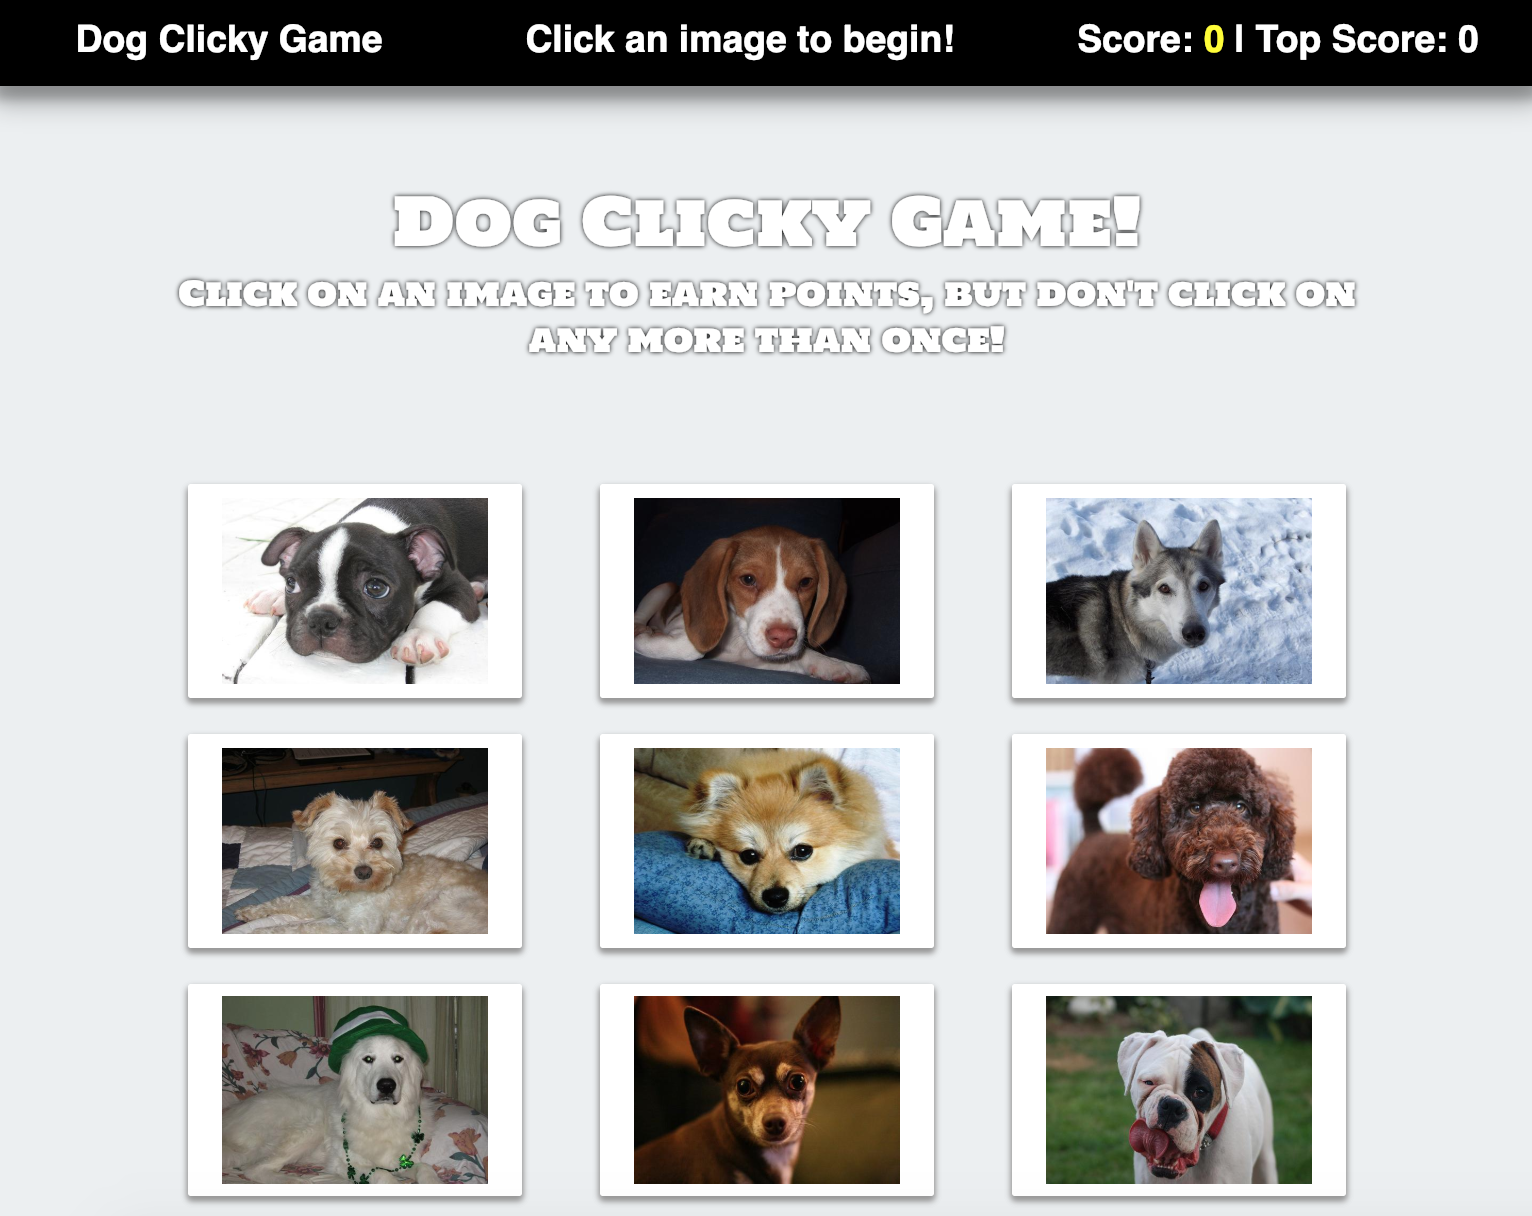 Dog Clicky Game
Click an image to begin!
Score: 0 | Top Score: 0
Dog Clicky Game!
Click on an image to earn points, but don't click on
any more than once!